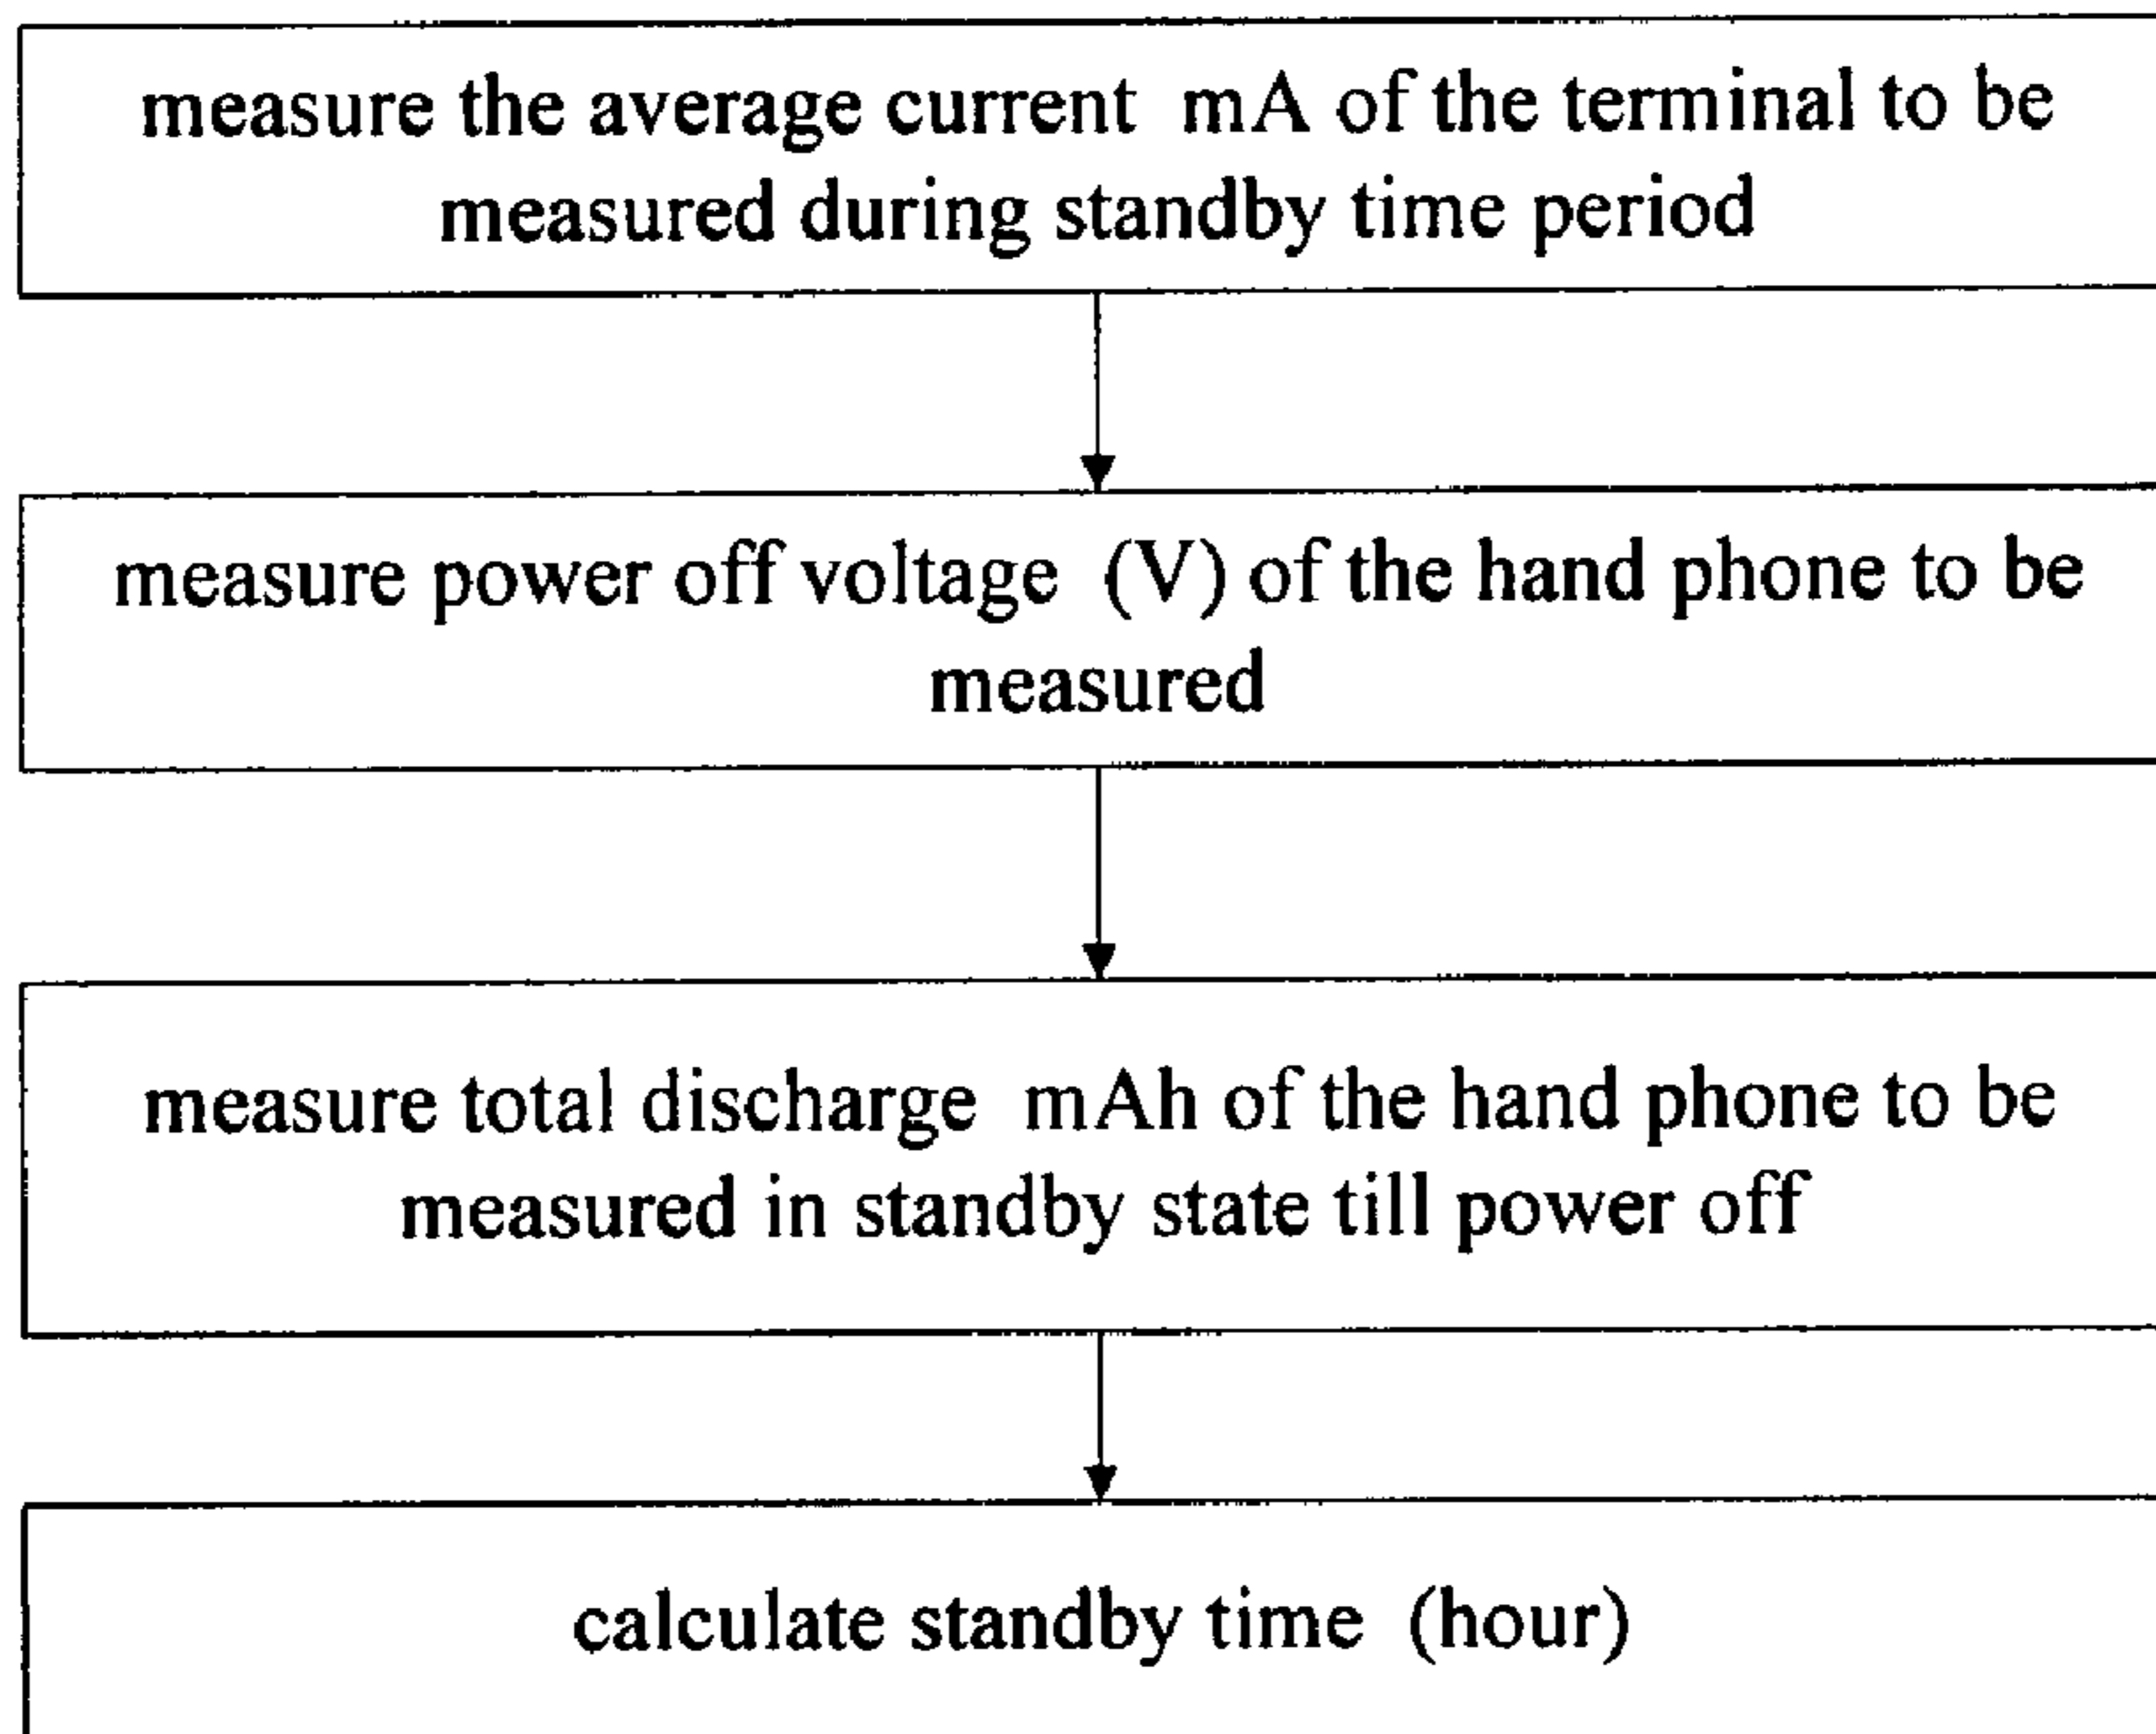 measure the average current mA of the terminal to be
measured during standby time period
measure power off voltage (V) of the hand phone to be
measured
measure total discharge mAh of the hand phone to be
measured in standby state till power off
calculate standby time (hour)